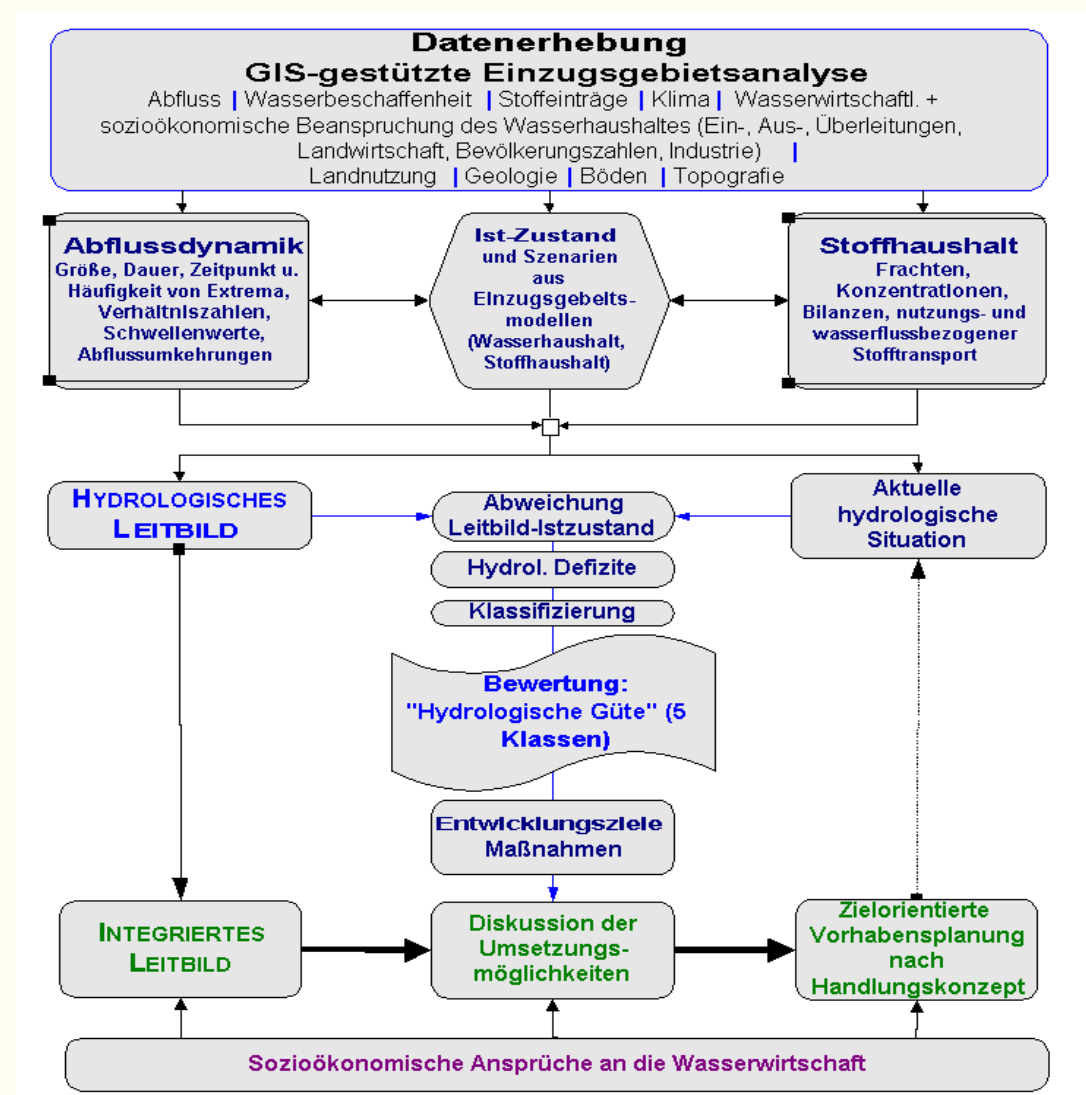 Datenerhebung
GIS-gestützte Einzugsgebietsanalyse
Abfluss | Wasserbeschaffenheit | Stoffeinträge | Klima | Wasserwirtschaftl. +
sozioökonomische Beanspruchung des Wasserhaushaltes (Ein-, Aus-, Überleitungen,
Landwirtschaft, Bevölkerungszahlen, Industrie) |
Landnutzung | Geologie | Böden | Topografie
Abflussdynamik
Größe, Dauer, Zeitpunkt u.
Häufigkeit von Extrema,
Verhältniszahlen,
Schwellenwerte,
Abflussumkehrungen
Ist-Zustand
und Szenarien
aus
Einzugsgebeits-
modellen
(Wasserhaushalt,
Stoffhaushalt)
Stoffhaushalt
Frachten,
Konzentrationen,
Bilanzen, nutzungs- und
wasserflussbezogener
Stofftransport
HYDROLOGISCHES
LEITBILD
Abweichung
Leitbild-Istzustand
Aktuelle
hydrologische
Situation
Hydrol. Defizite
Klassifizierung
Bewertung:
"Hydrologische Güte" (5
Klassen)
Entwicklungsziele
Maßnahmen
INTEGRIERTES
LEITBILD
Diskussion der
Umsetzungs-
möglichkeiten
Zielorientierte
Vorhabensplanung
nach
Handlungskonzept
Sozioökonomische Ansprüche an die Wasserwirtschaft